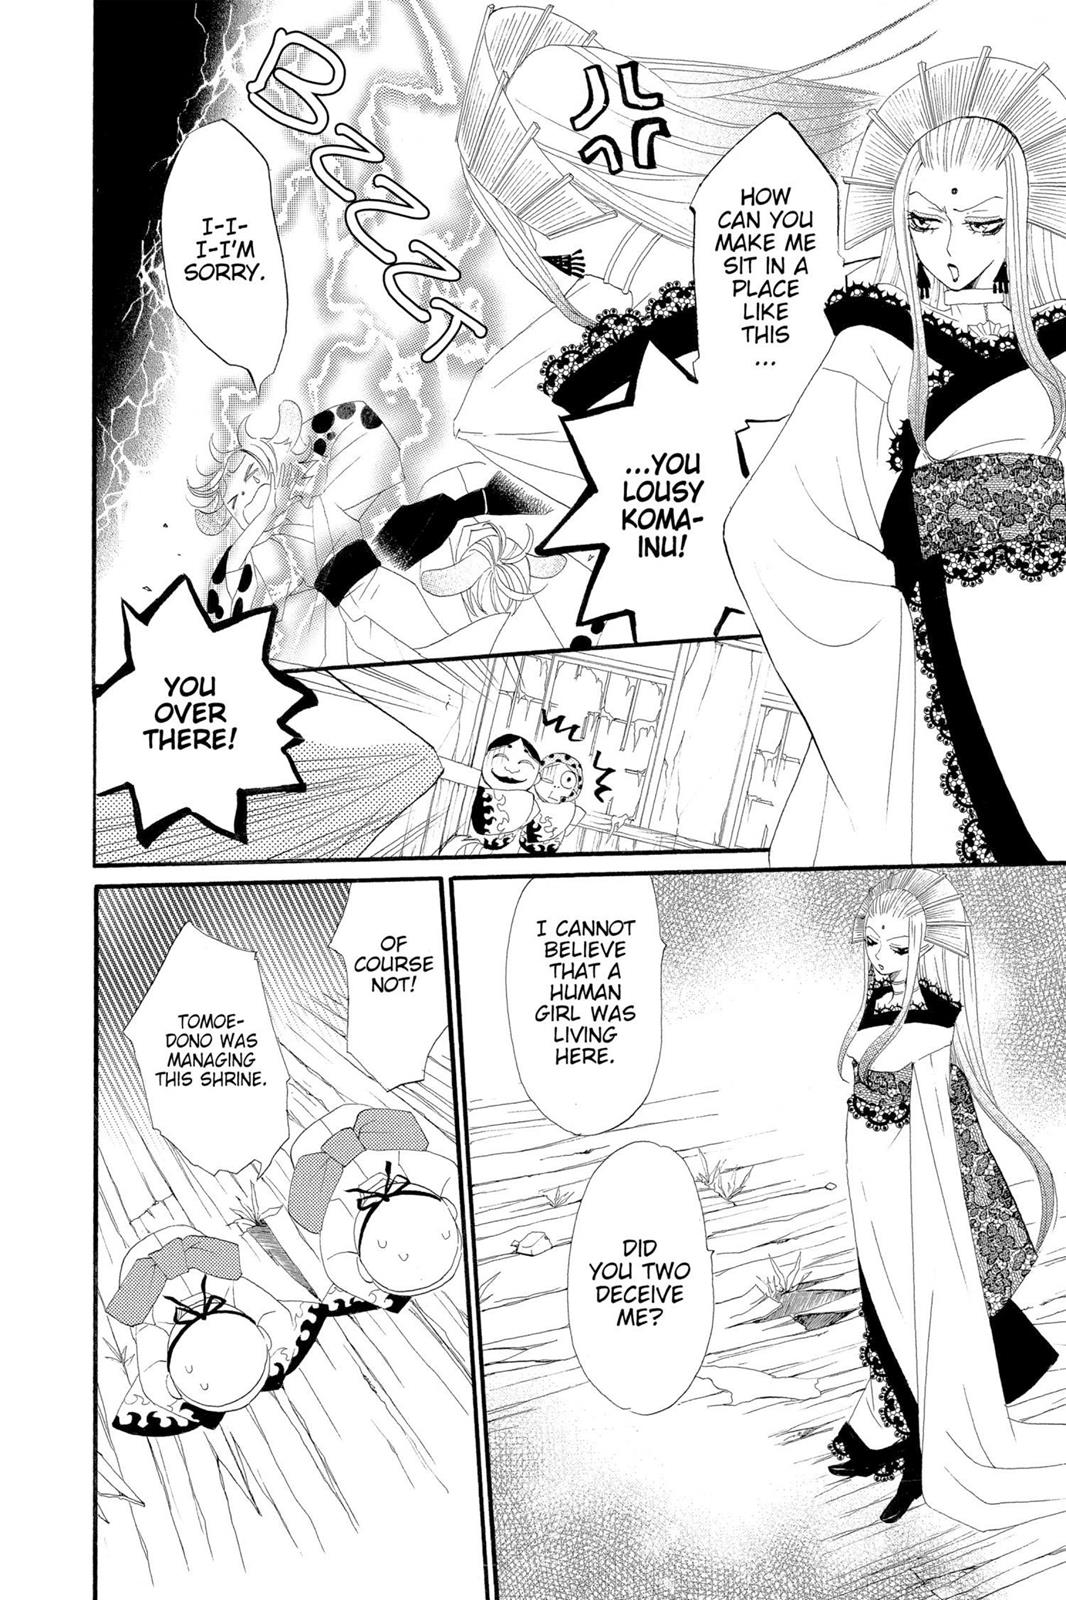 HOW
CAN YOU
MAKE ME
SIT IN A
PLACE
LIKE
THIS
...
...YOU
LOUSY
KOMA-
INU!
BZZZT
I-I-
I-I'M
SORRY.
YOU
OVER
THERE!
I CANNOT
BELIEVE
THAT A
HUMAN
GIRL WAS
LIVING
HERE.
DID
YOU TWO
DECEIVE
ME?
OF
COURSE
NOT!
TOMOE-
DONO WAS
MANAGING
THIS SHRINE.